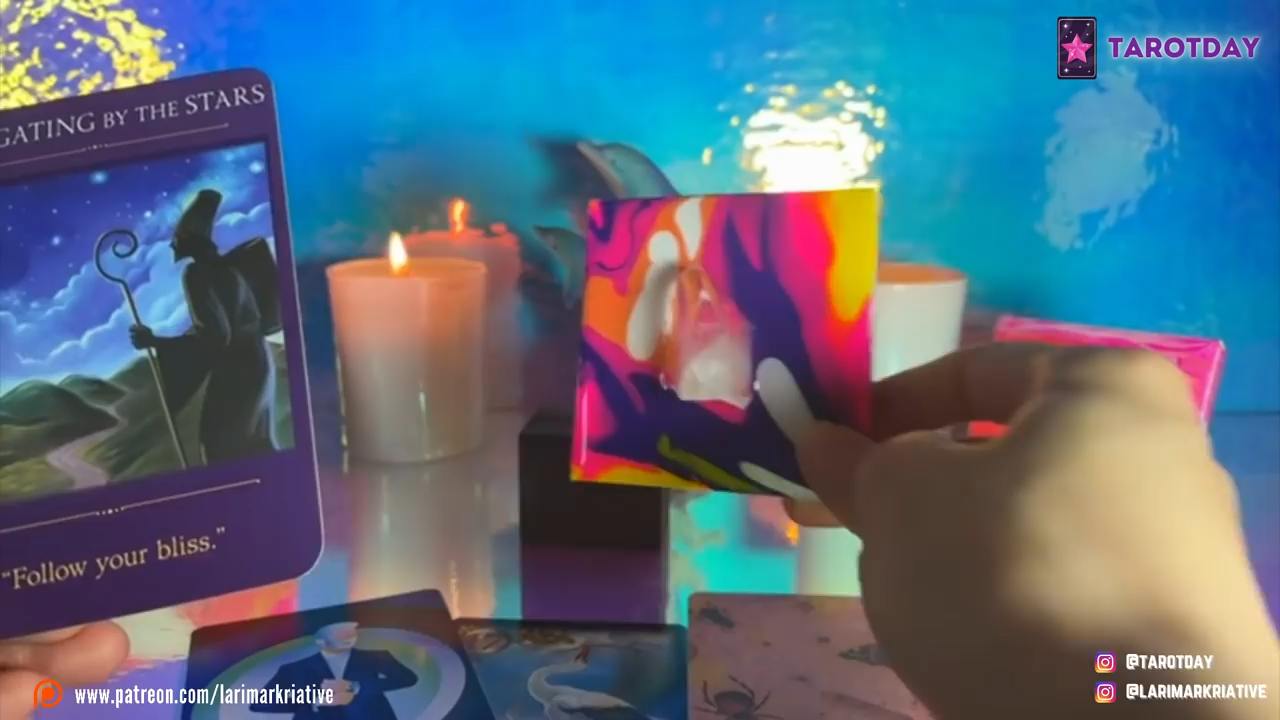 TAROTDAY
GATING BY THE STARS
"Follow your bliss."
www.patreon.com/larimarkriative
@TAROTDAY
@LARIMARKRIATIVE